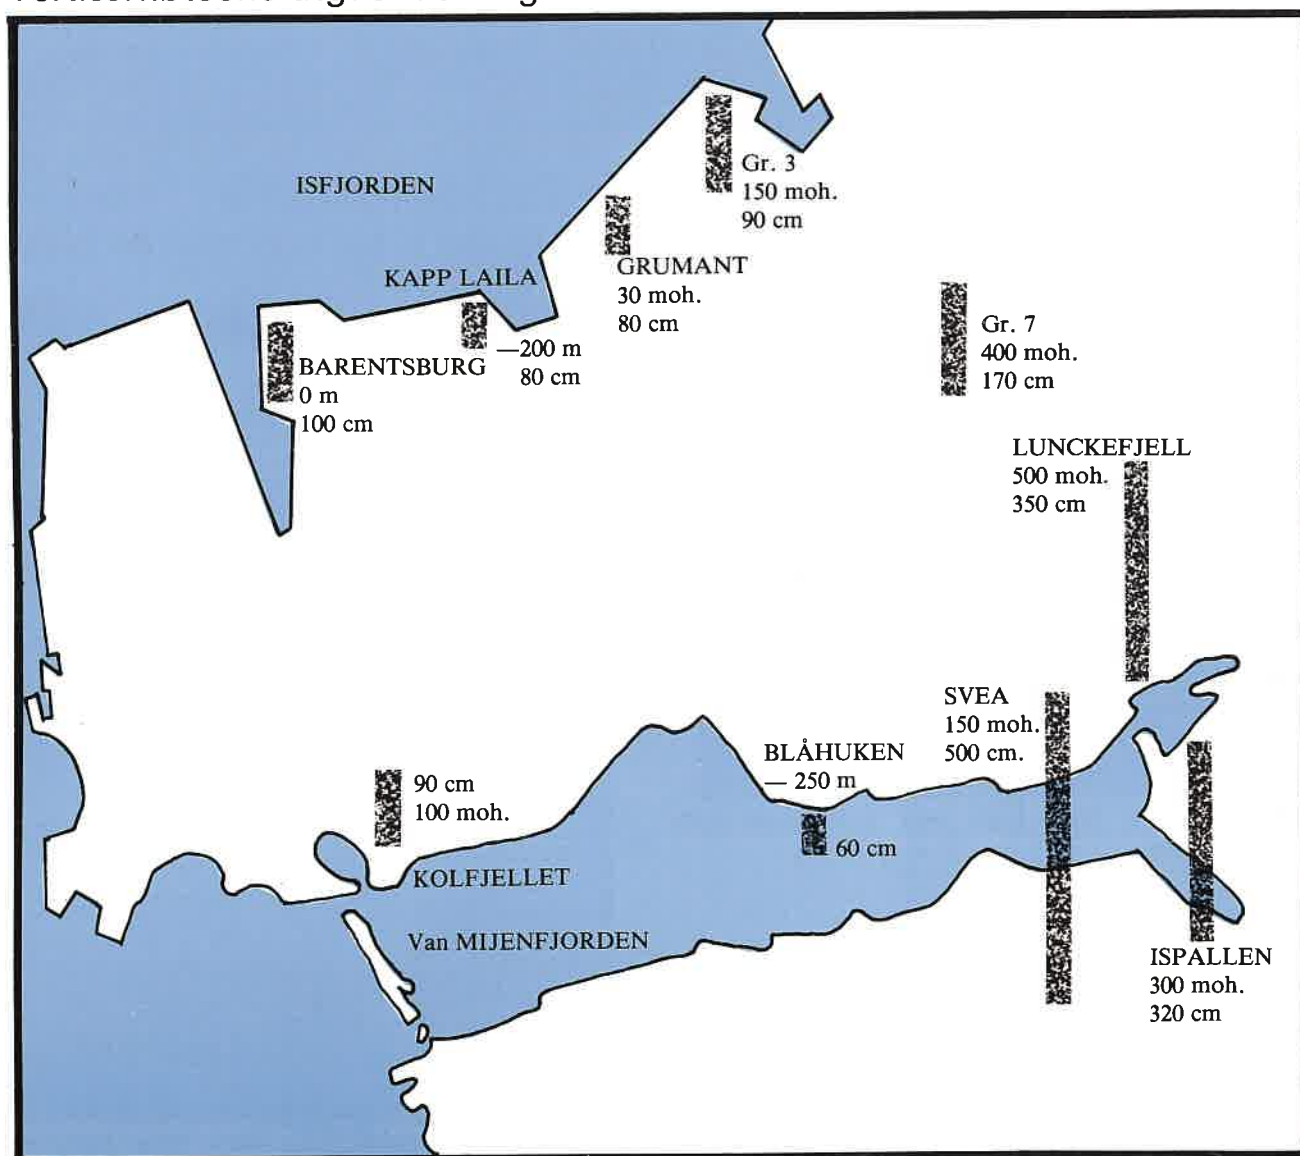 ISFJORDEN
Gr. 3
150 moh.
90 cm
GRUMANT
30 moh.
80 cm
KAPP LAILA
—200 m
80 cm
BARENTSBURG
0 m
100 cm
Gr. 7
400 moh.
170 cm
LUNCKEFJELL
500 moh.
350 cm
SVEA
150 moh.
500 cm.
BLÅHUKEN
— 250 m
60 cm
90 cm
100 moh.
KOLFJELLET
Van MIJENFJORDEN
ISPALLEN
300 moh.
320 cm